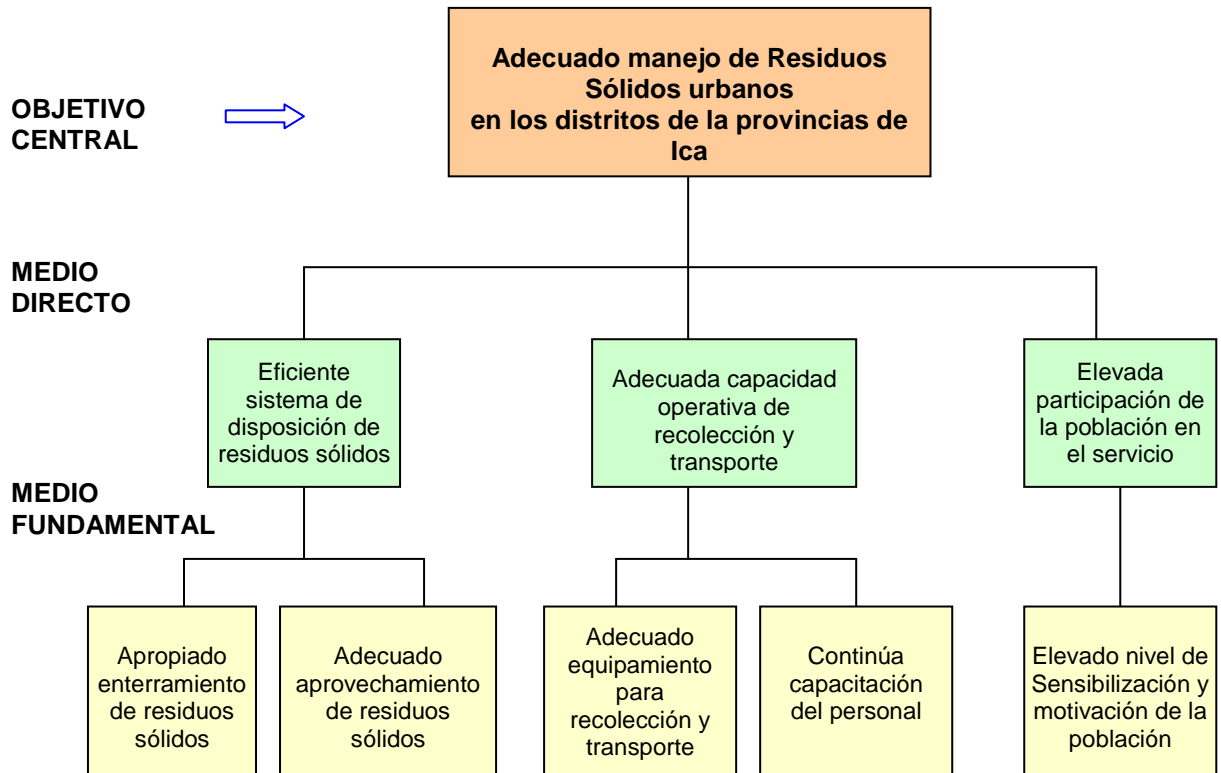 Adecuado manejo de Residuos
Sólidos urbanos
en los distritos de la provincias de
Ica
OBJETIVO
CENTRAL
MEDIO
DIRECTO
Eficiente
sistema de
disposición de
residuos sólidos
Adecuada capacidad
operativa de
recolección y
transporte
Elevada
participación de
la población en
el servicio
MEDIO
FUNDAMENTAL
Apropiado
enterramiento
de residuos
sólidos
Adecuado
aprovechamiento
de residuos
sólidos
Adecuado
equipamiento
para
recolección y
transporte
Continúa
capacitación
del personal
Elevado nivel de
Sensibilización y
motivación de la
población